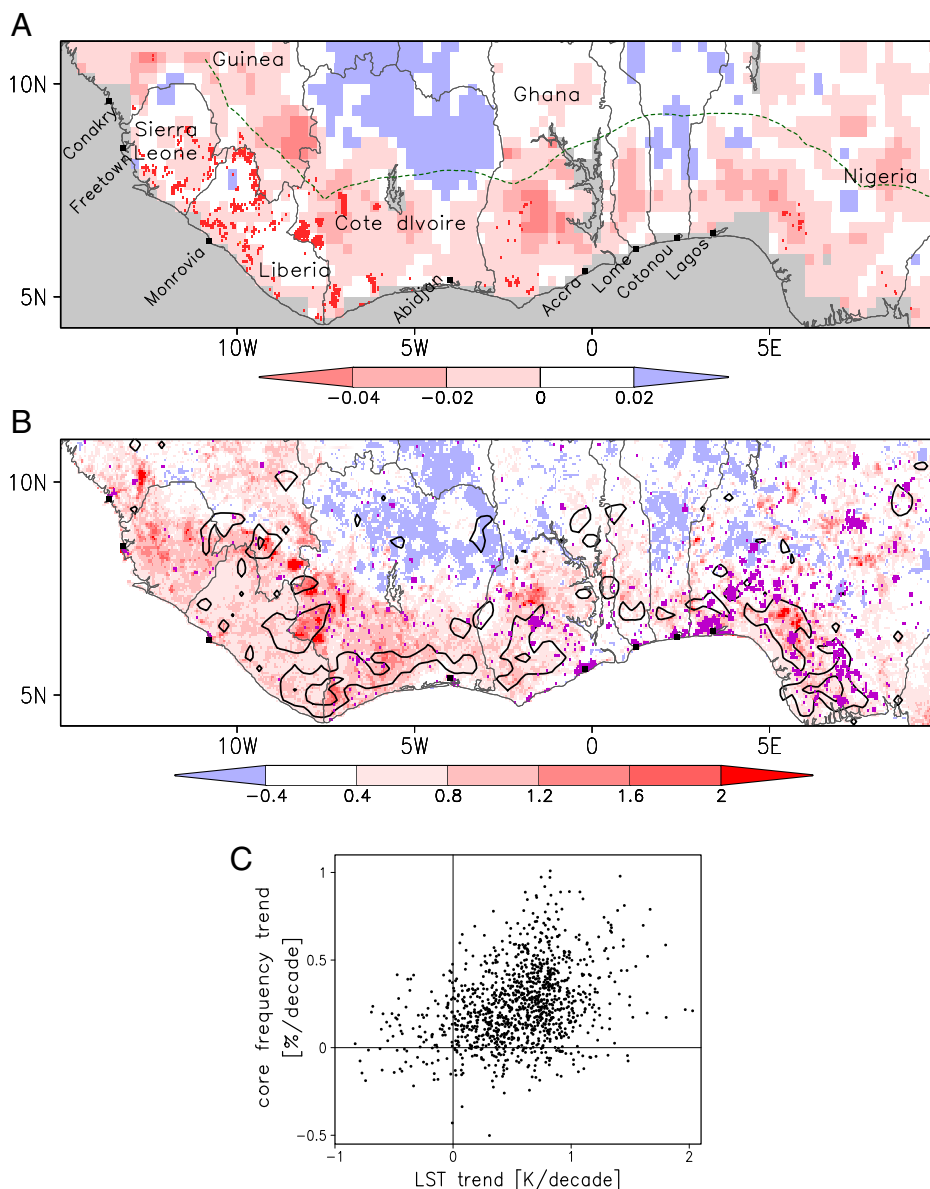 A
Guinea
10N
Ghana
Conakry
Sierra
Leone
Freetown
Nigeria
Cote dIvoire
Monrovia
Liberia
Abidjan
Accra
Lome
Cotonou
Lagos
5N
10W 5W 0 5E
−0.04 −0.02 0 0.02
B
10N
5N
10W 5W 0 5E
−0.4 0.4 0.8 1.2 1.6 2
C
core frequency trend
[%/decade]
1
0.5
0
−0.5
−1 0 1 2
LST trend [K/decade]